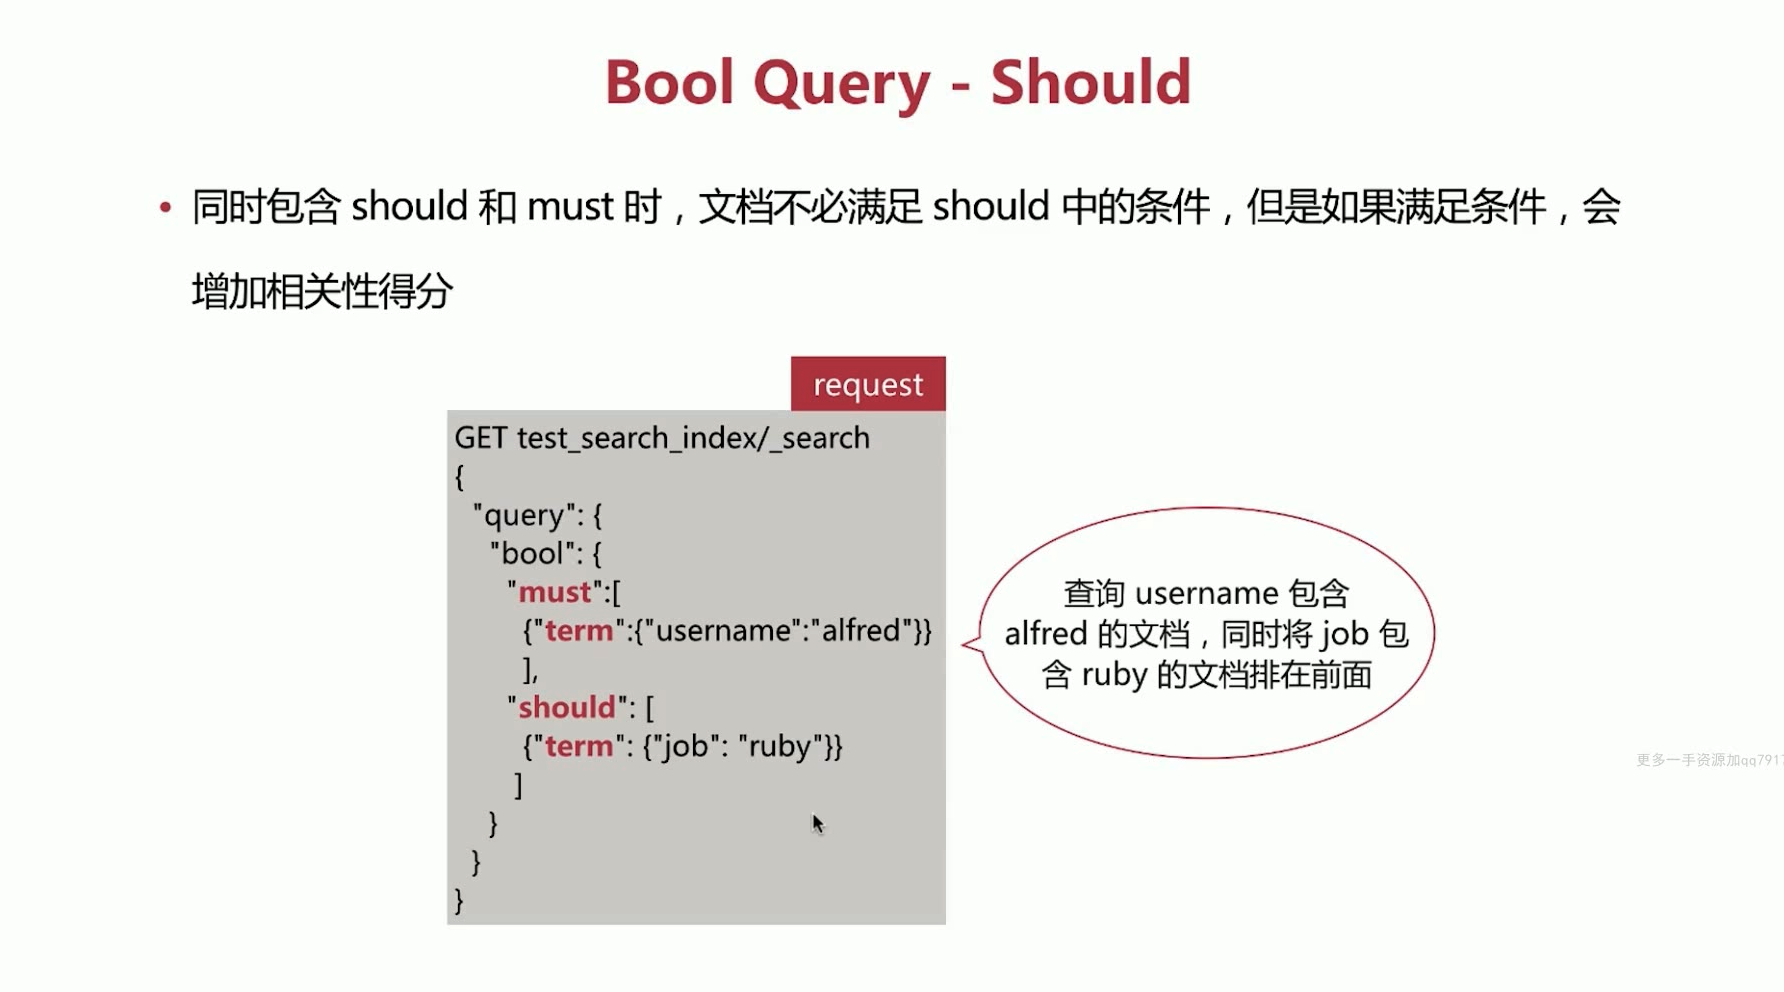 Bool Query - Should
• 同时包含 should 和 must 时，文档不必满足 should 中的条件，但是如果满足条件，会
增加相关性得分
request
GET test_search_index/_search
{
"query": {
"bool": {
"must":[
{"term":{"username":"alfred"}}
],
"should": [
{"term": {"job": "ruby"}}
]
}
}
}
查询 username 包含
alfred 的文档，同时将 job 包
含 ruby 的文档排在前面
更多一手资源加qq791